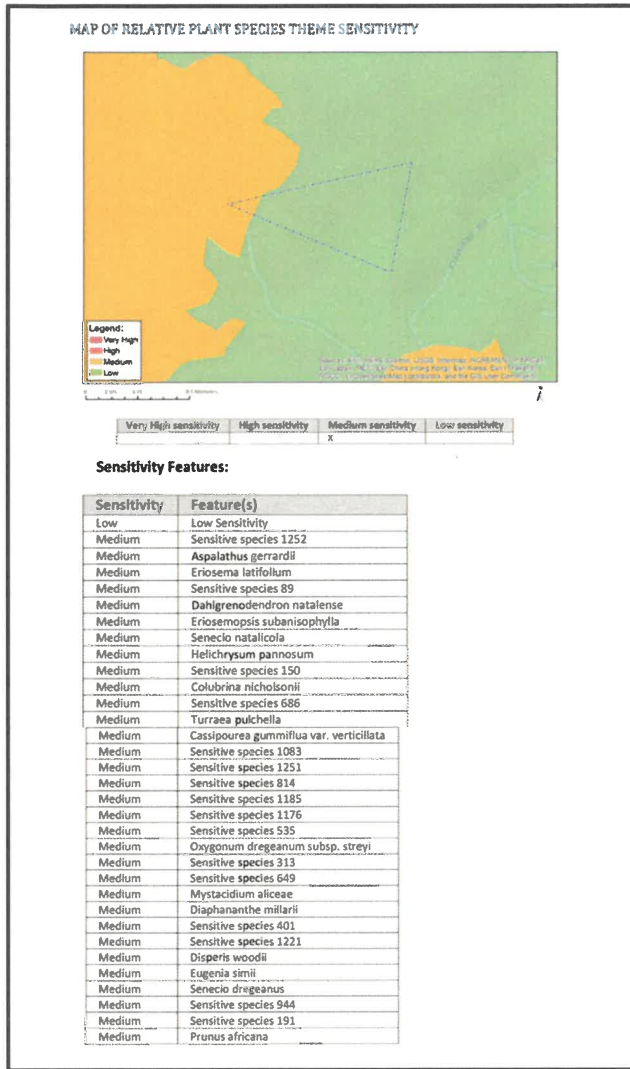 MAP OF RELATIVE PLANT SPECIES THEME SENSITIVITY
Legend:
Very High
High
Medium
Low
Very High sensitivity High sensitivity Medium sensitivity Low sensitivity
X
Sensitivity Features:
Sensitivity Feature(s)
Low Low Sensitivity
Medium Sensitive species 1252
Medium Aspalathus gerrardii
Medium Eriosema latifolium
Medium Sensitive species 89
Medium Dahlgrenodendron natalense
Medium Eriosemopsis subanisophylla
Medium Senecio natalicola
Medium Helichrysum pannosum
Medium Sensitive species 150
Medium Colubrina nicholsonii
Medium Sensitive species 686
Medium Turraea pulchella
Medium Cassipourea gummiflua var. verticillata
Medium Sensitive species 1083
Medium Sensitive species 1251
Medium Sensitive species 814
Medium Sensitive species 1185
Medium Sensitive species 1176
Medium Sensitive species 535
Medium Oxygonum dregeanum subsp. streyi
Medium Sensitive species 313
Medium Sensitive species 649
Medium Mystacidium aliceae
Medium Diaphananthe millarii
Medium Sensitive species 401
Medium Sensitive species 1221
Medium Disperis woodii
Medium Eugenia simii
Medium Senecio dregeanus
Medium Sensitive species 944
Medium Sensitive species 191
Medium Prunus africana